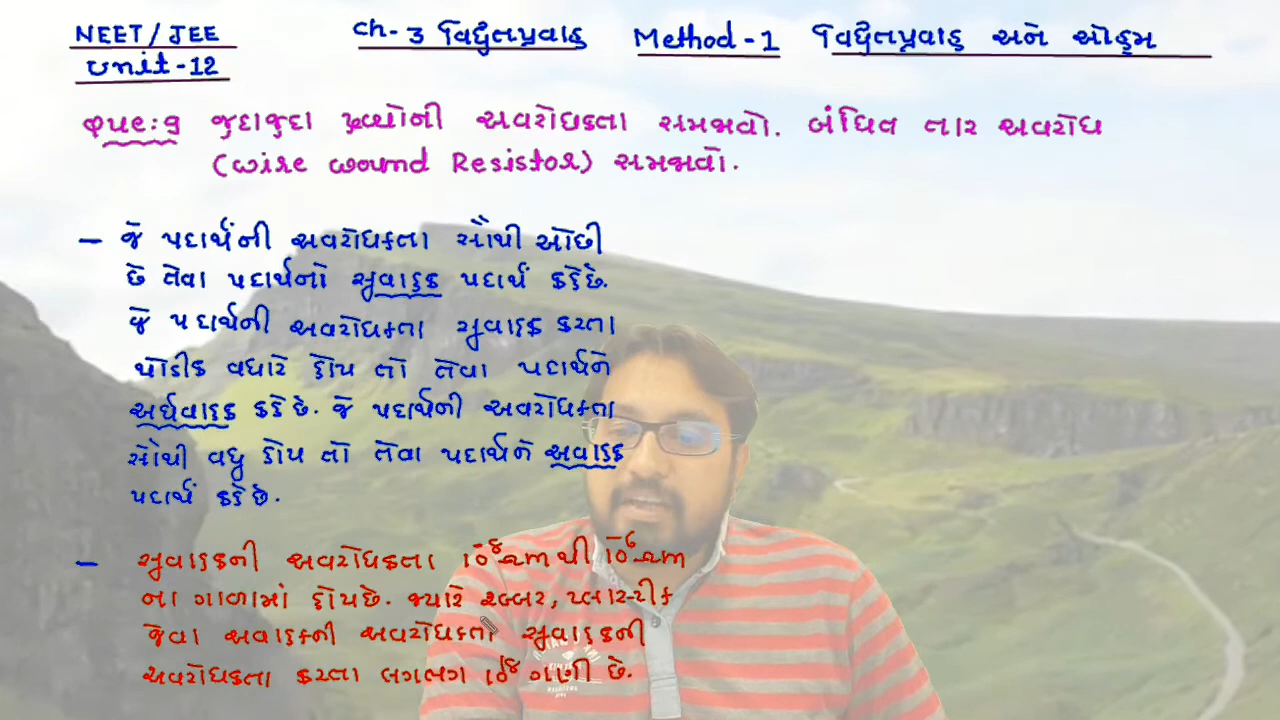 NEET / JEE
Unit-12
Ch-3 વિદ્યુતપ્રવાહ
Method-1 વિદ્યુતપ્રવાહ અને ઓહમ
Que:9 જુદાજુદા દ્રવ્યોની અવરોધકતા સમજાવો. બંધિત તાર અવરોધ
(Wire wound Resistor) સમજાવો.
– જે પદાર્થની અવરોધકતા સૌથી ઓછી
છે તેવા પદાર્થનો સુવાહક પદાર્થ કહેછે.
જે પદાર્થની અવરોધકતા સુવાહક કરતા
થોડીક વધારે હોય તો તેવા પદાર્થને
અર્ધવાહક કહેછે. જે પદાર્થની અવરોધકતા
સૌથી વધુ હોય તો તેવા પદાર્થને અવાહક
પદાર્થ કહેછે.
– સુવાહકની અવરોધકતા 10⁻⁸Ωm થી 10⁻⁶Ωm
ના ગાળામાં હોયછે. જ્યારે રબ્બર, પ્લાસ્ટીક
જેવા અવાહકની અવરોધકતા સુવાહકની
અવરોધકતા કરતા લગભગ 10¹⁸ ગણી છે.